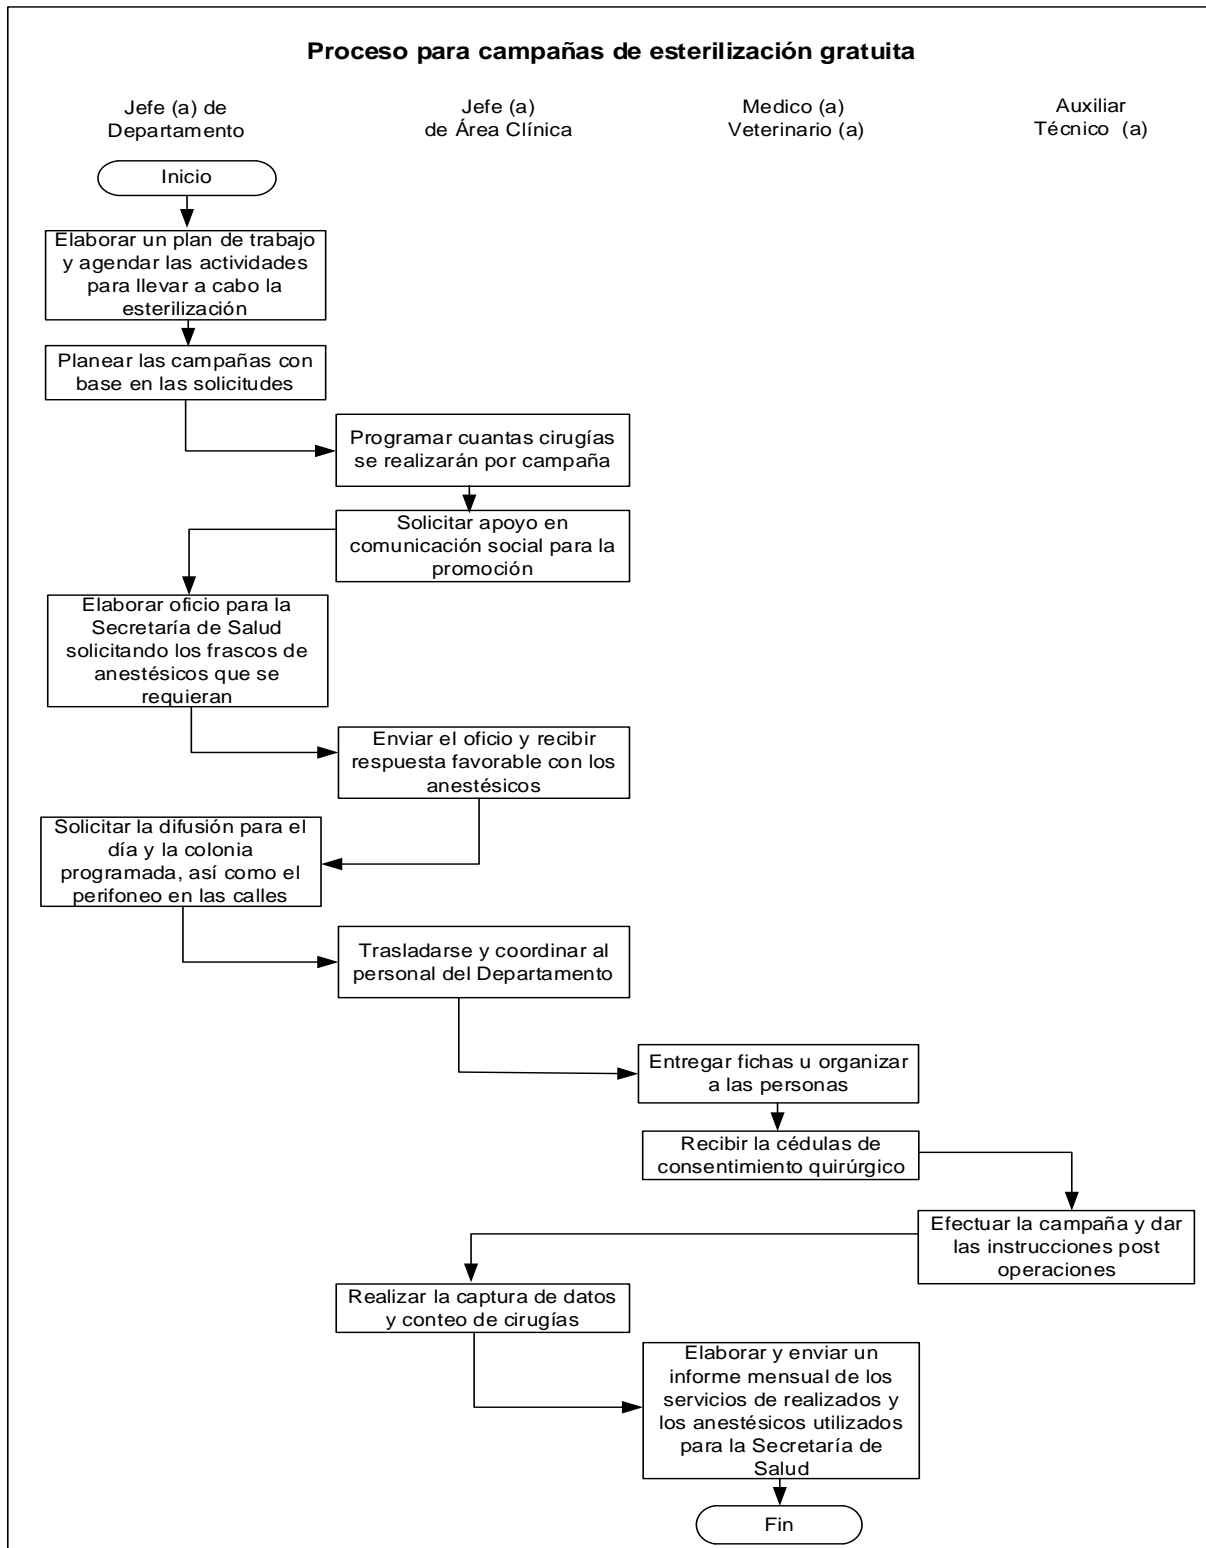 Proceso para campañas de esterilización gratuita
Jefe (a) de
Departamento
Jefe (a)
de Área Clínica
Medico (a)
Veterinario (a)
Auxiliar
Técnico (a)
Inicio
Elaborar un plan de trabajo
y agendar las actividades
para llevar a cabo la
esterilización
Planear las campañas con
base en las solicitudes
Programar cuantas cirugías
se realizarán por campaña
Solicitar apoyo en
comunicación social para la
promoción
Elaborar oficio para la
Secretaría de Salud
solicitando los frascos de
anestésicos que se
requieran
Enviar el oficio y recibir
respuesta favorable con los
anestésicos
Solicitar la difusión para el
día y la colonia
programada, así como el
perifoneo en las calles
Trasladarse y coordinar al
personal del Departamento
Entregar fichas u organizar
a las personas
Recibir la cédulas de
consentimiento quirúrgico
Efectuar la campaña y dar
las instrucciones post
operaciones
Realizar la captura de datos
y conteo de cirugías
Elaborar y enviar un
informe mensual de los
servicios de realizados y
los anestésicos utilizados
para la Secretaría de
Salud
Fin